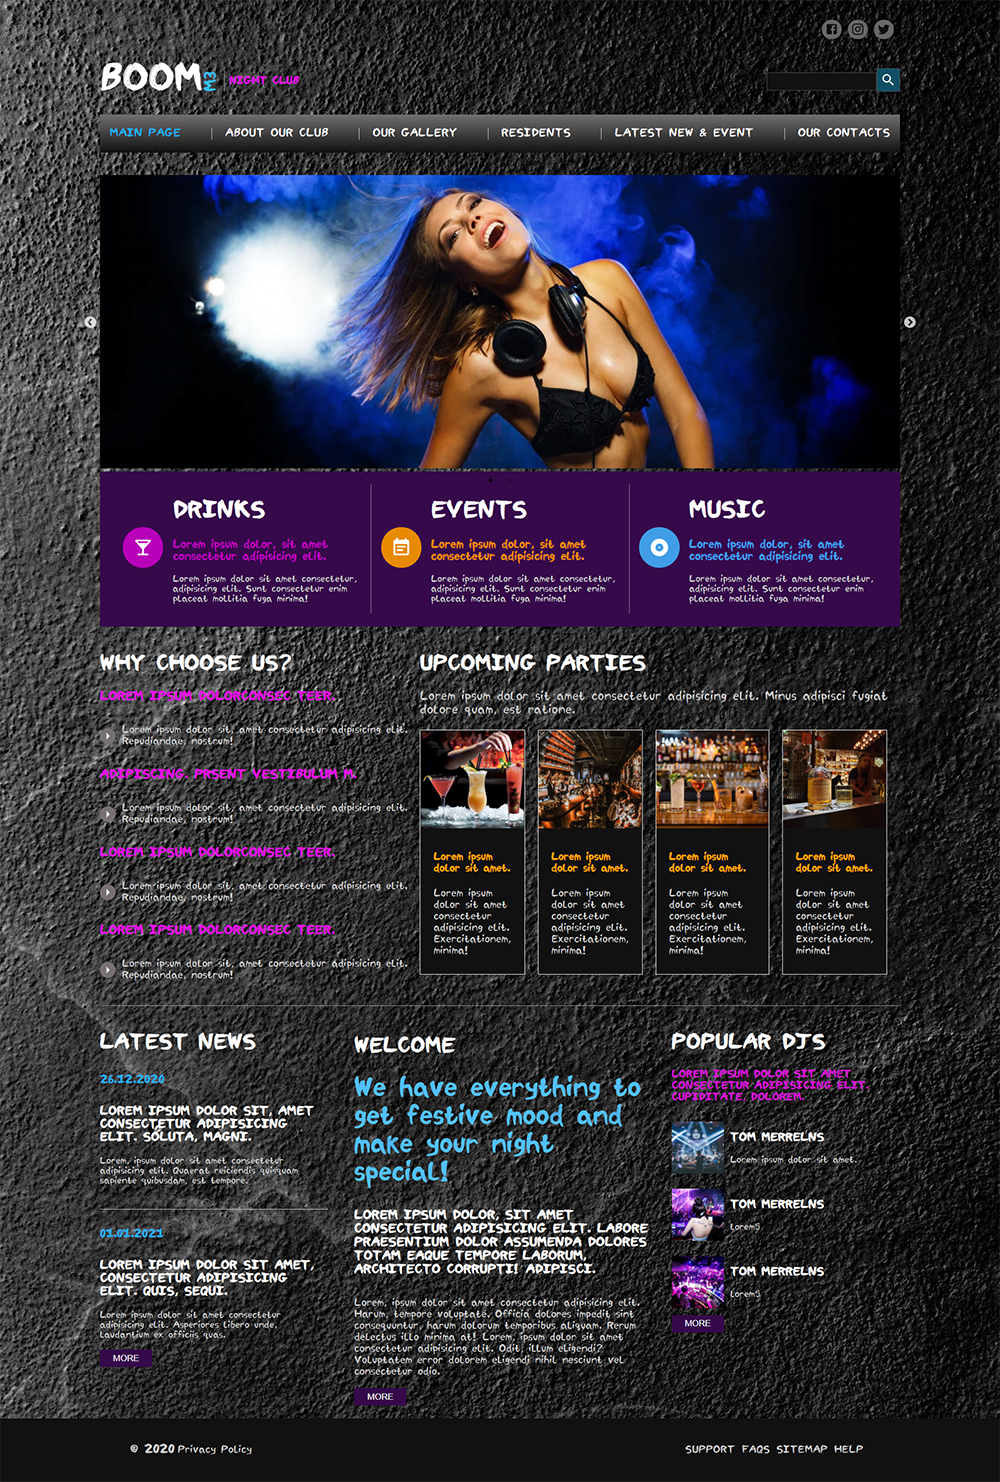 BOOM M3 NIGHT CLUB
MAIN PAGE
ABOUT OUR CLUB
OUR GALLERY
RESIDENTS
LATEST NEW & EVENT
OUR CONTACTS
DRINKS
Lorem ipsum dolor, sit amet
consectetur adipisicing elit.
Lorem ipsum dolor sit amet consectetur,
adipisicing elit. Sunt consectetur enim
placeat mollitia fuga minima!
EVENTS
Lorem ipsum dolor, sit amet
consectetur adipisicing elit.
Lorem ipsum dolor sit amet consectetur,
adipisicing elit. Sunt consectetur enim
placeat mollitia fuga minima!
MUSIC
Lorem ipsum dolor, sit amet
consectetur adipisicing elit.
Lorem ipsum dolor sit amet consectetur,
adipisicing elit. Sunt consectetur enim
placeat mollitia fuga minima!
WHY CHOOSE US?
LOREM IPSUM DOLORCONSEC TEER.
Lorem ipsum dolor sit, amet consectetur adipisicing elit.
Repudiandae, nostrum!
ADIPISCING. PRSENT VESTIBULUM M.
Lorem ipsum dolor sit, amet consectetur adipisicing elit.
Repudiandae, nostrum!
LOREM IPSUM DOLORCONSEC TEER.
Lorem ipsum dolor sit, amet consectetur adipisicing elit.
Repudiandae, nostrum!
LOREM IPSUM DOLORCONSEC TEER.
Lorem ipsum dolor sit, amet consectetur adipisicing elit.
Repudiandae, nostrum!
UPCOMING PARTIES
Lorem ipsum dolor sit amet consectetur adipisicing elit. Minus adipisci fugiat
dolore quam, est ratione.
Lorem ipsum
dolor sit amet.
Lorem ipsum
dolor sit amet
consectetur
adipisicing elit.
Exercitationem,
minima!
Lorem ipsum
dolor sit amet.
Lorem ipsum
dolor sit amet
consectetur
adipisicing elit.
Exercitationem,
minima!
Lorem ipsum
dolor sit amet.
Lorem ipsum
dolor sit amet
consectetur
adipisicing elit.
Exercitationem,
minima!
Lorem ipsum
dolor sit amet.
Lorem ipsum
dolor sit amet
consectetur
adipisicing elit.
Exercitationem,
minima!
LATEST NEWS
26.12.2020
LOREM IPSUM DOLOR SIT, AMET
CONSECTETUR ADIPISICING
ELIT. SOLUTA, MAGNI.
Lorem, ipsum dolor sit amet consectetur
adipisicing elit. Quaerat reiciendis quisquam
sapiente quibusdam, est tempore.
01.01.2021
LOREM IPSUM DOLOR SIT AMET,
CONSECTETUR ADIPISICING
ELIT. QUIS, SEQUI.
Lorem ipsum dolor sit amet consectetur
adipisicing elit. Asperiores libero unde,
laudantium ex officiis quas.
MORE
WELCOME
We have everything to
get festive mood and
make your night
special!
LOREM IPSUM DOLOR, SIT AMET
CONSECTETUR ADIPISICING ELIT. LABORE
PRAESENTIUM DOLOR ASSUMENDA DOLORES
TOTAM EAQUE TEMPORE LABORUM,
ARCHITECTO CORRUPTI! ADIPISCI.
Lorem, ipsum dolor sit amet consectetur adipisicing elit.
Harum, tempore voluptate. Officia dolores impedit sint
consequuntur, harum dolorum temporibus aliquam. Rerum
delectus illo minima at! Lorem, ipsum dolor sit amet
consectetur adipisicing elit. Odit, illum eligendi?
Voluptatem error dolorem eligendi nihil nesciunt vel
consectetur odio.
MORE
POPULAR DJS
LOREM IPSUM DOLOR SIT AMET
CONSECTETUR ADIPISICING ELIT.
CUPIDITATE, DOLOREM.
TOM MERRELNS
Lorem ipsum dolor sit amet.
TOM MERRELNS
Lorem5
TOM MERRELNS
Lorem5
MORE
© 2020 Privacy Policy
SUPPORT FAQS SITEMAP HELP